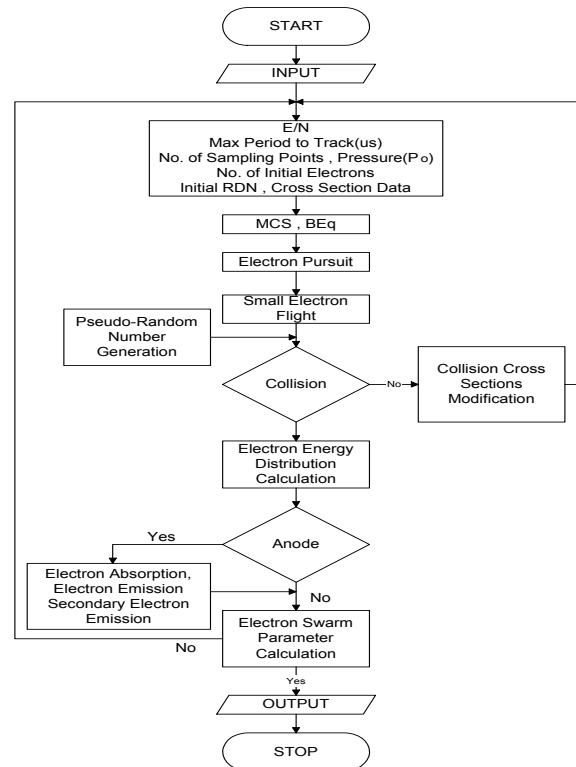 START
INPUT
E/N
Max Period to Track(us)
No. of Sampling Points , Pressure(Po)
No. of Initial Electrons
Initial RDN , Cross Section Data
MCS , BEq
Electron Pursuit
Small Electron
Flight
Pseudo-Random
Number
Generation
Collision
No
Collision Cross
Sections
Modification
Electron Energy
Distribution
Calculation
Yes
Anode
Electron Absorption,
Electron Emission
Secondary Electron
Emission
No
Electron Swarm
Parameter
Calculation
No
Yes
OUTPUT
STOP